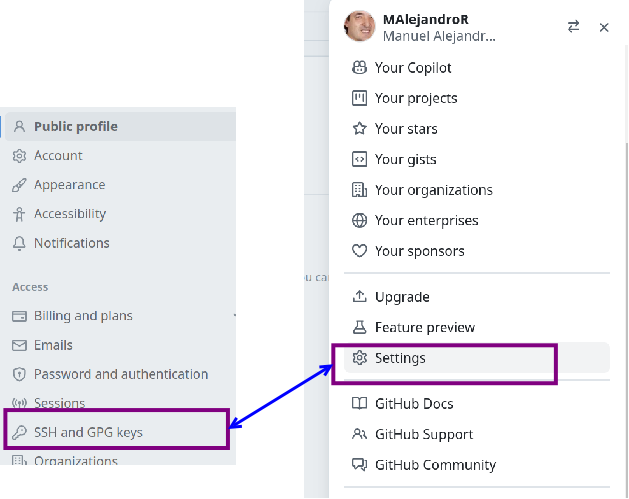 Public profile
Account
Appearance
Accessibility
Notifications
Access
Billing and plans
Emails
Password and authentication
Sessions
SSH and GPG keys
Organizations
MAlejandroR
Manuel Alejandr...
Your Copilot
Your projects
Your stars
Your gists
Your organizations
Your enterprises
Your sponsors
Upgrade
Feature preview
Settings
GitHub Docs
GitHub Support
GitHub Community